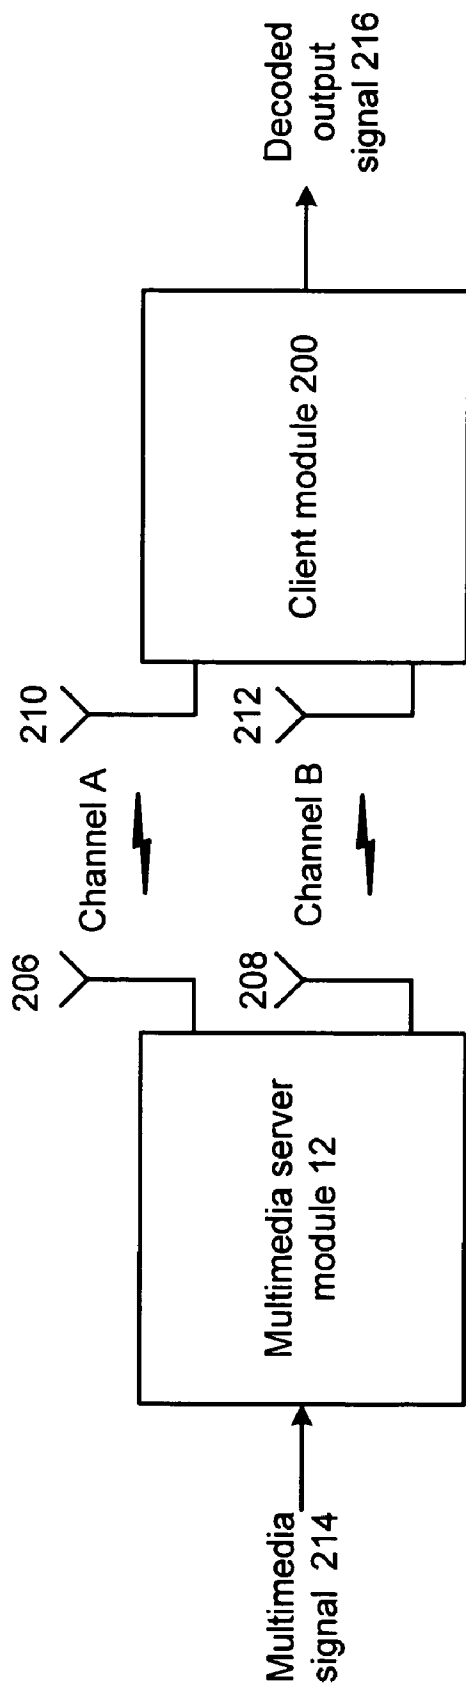 Multimedia
signal 214
Multimedia server
module 12
206
208
Channel A
Channel B
210
212
Client module 200
Decoded
output
signal 216